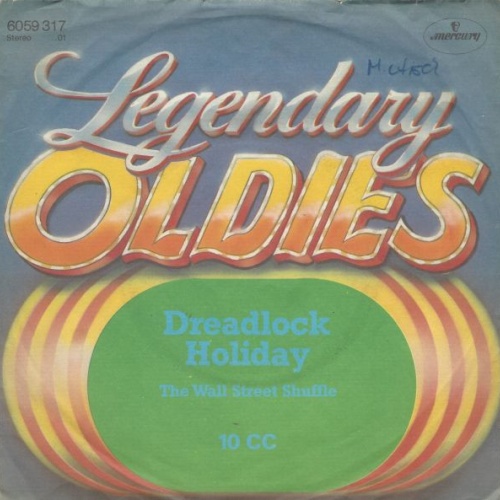 6059 317
Stereo 01
mercury
Legendary
OLDIES
Dreadlock
Holiday
The Wall Street Shuffle
10 CC